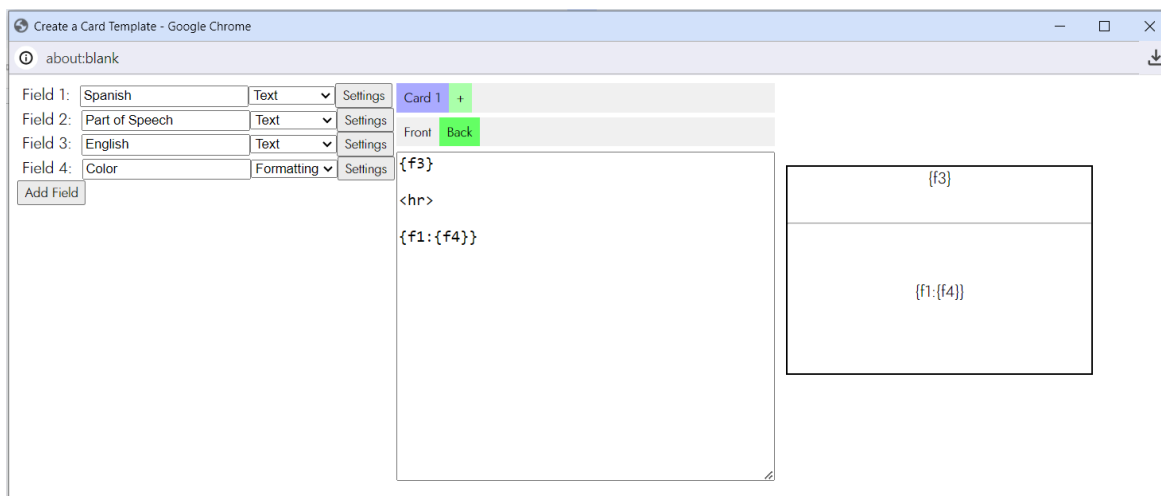 Create a Card Template - Google Chrome
about:blank
Field 1: Spanish Text Settings
Field 2: Part of Speech Text Settings
Field 3: English Text Settings
Field 4: Color Formatting Settings
Add Field
Card 1 +
Front Back
{f3}
<hr>
{f1:{f4}}
{f3}
{f1:{f4}}